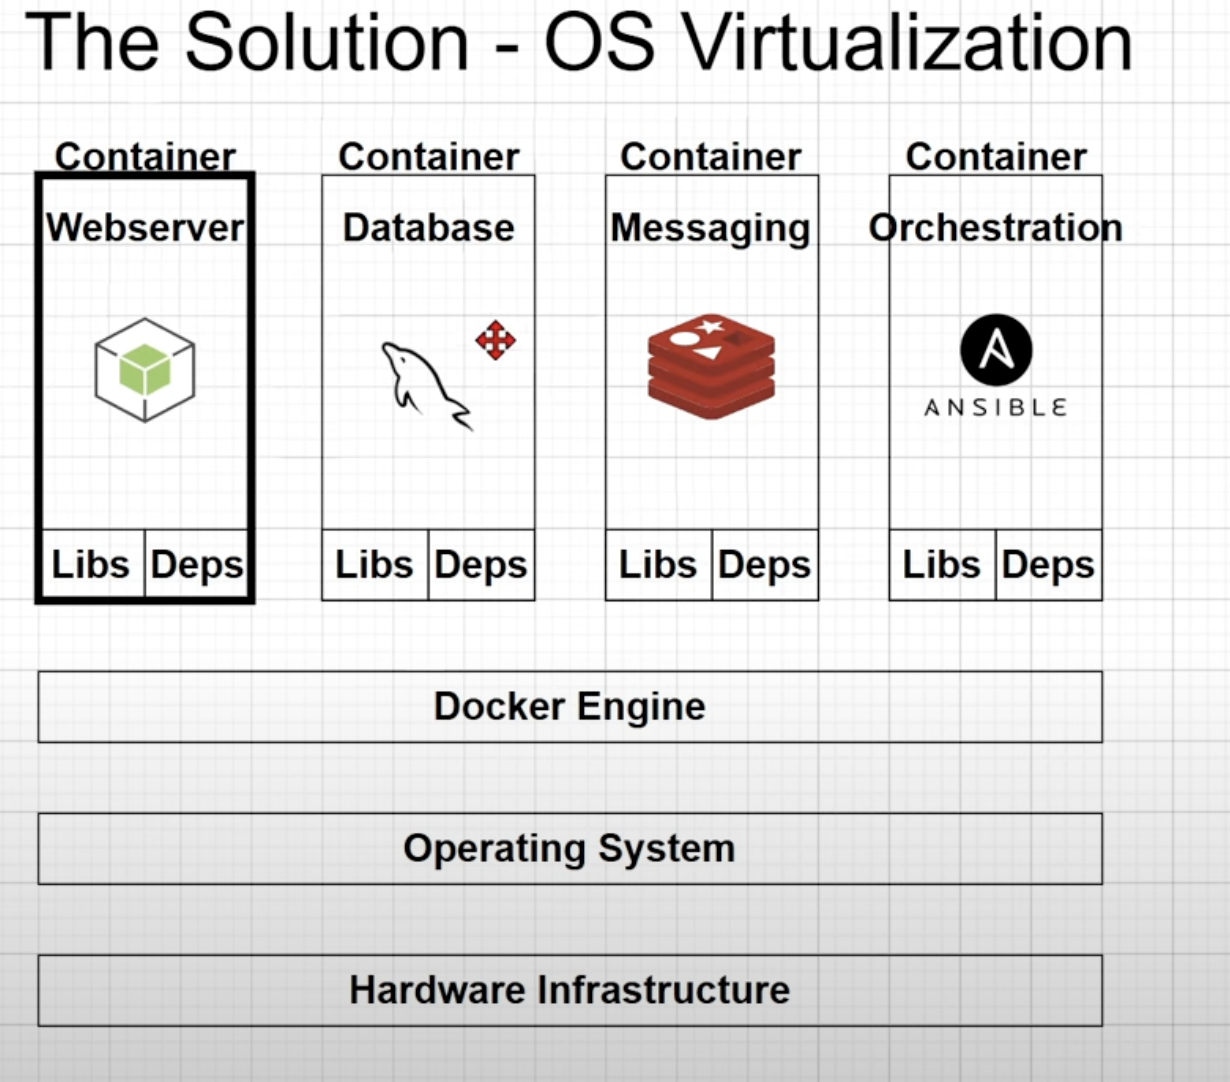 The Solution - OS Virtualization
Container Container Container Container
Webserver Database Messaging Orchestration
ANSIBLE
Libs Deps Libs Deps Libs Deps Libs Deps
Docker Engine
Operating System
Hardware Infrastructure